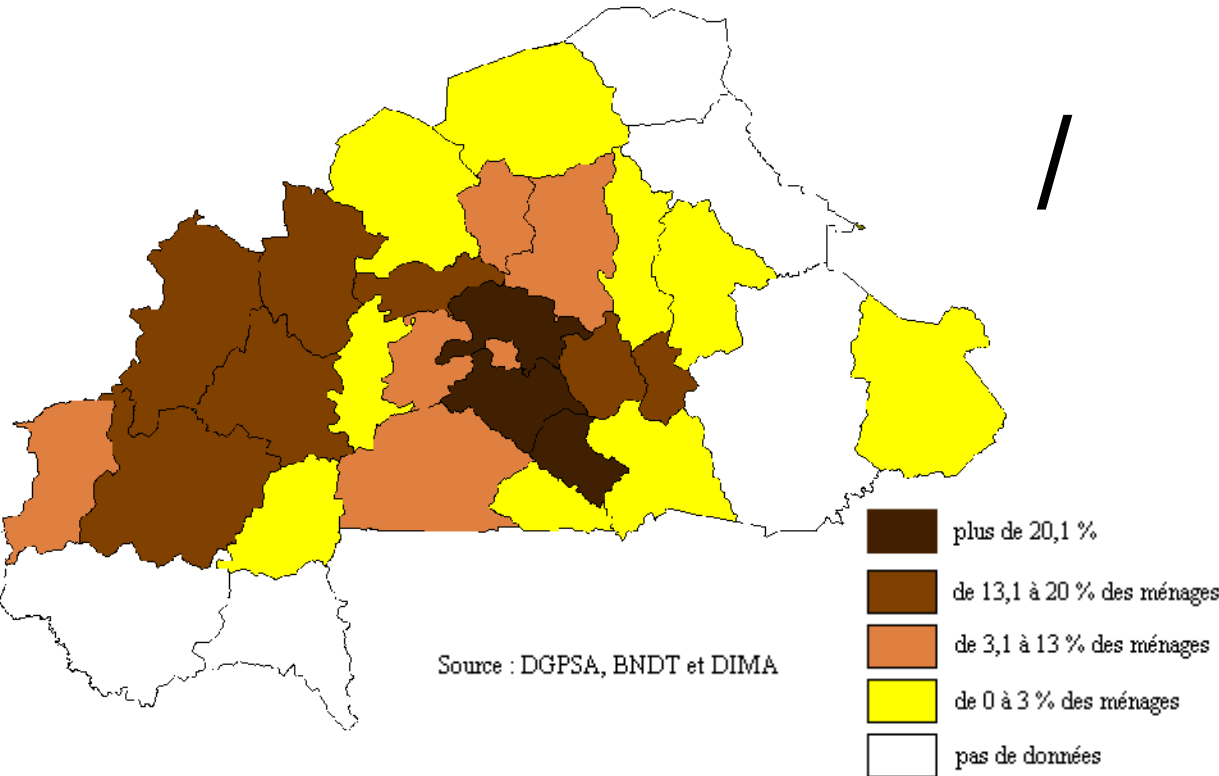 /
plus de 20,1 %
de 13,1 à 20 % des ménages
de 3,1 à 13 % des ménages
Source : DGPSA, BNDT et DIMA
de 0 à 3 % des ménages
pas de données